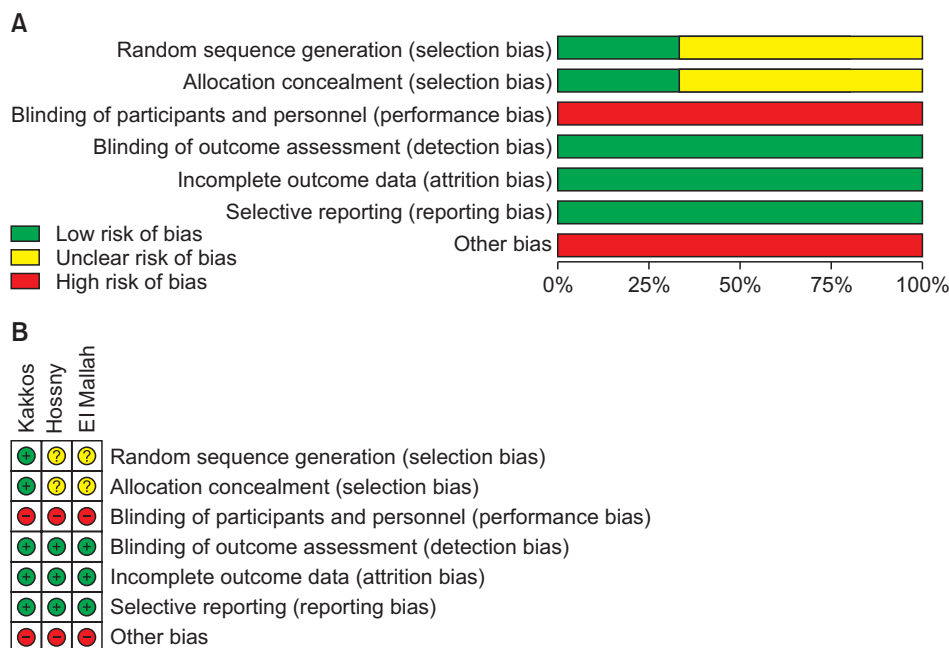 A
Random sequence generation (selection bias)
Allocation concealment (selection bias)
Blinding of participants and personnel (performance bias)
Blinding of outcome assessment (detection bias)
Incomplete outcome data (attrition bias)
Selective reporting (reporting bias)
Other bias
Low risk of bias
Unclear risk of bias
High risk of bias
0% 25% 50% 75% 100%
B
Kakkos Hossny El Mallah
+ ? ? Random sequence generation (selection bias)
+ ? ? Allocation concealment (selection bias)
− − − Blinding of participants and personnel (performance bias)
+ + + Blinding of outcome assessment (detection bias)
+ + + Incomplete outcome data (attrition bias)
+ + + Selective reporting (reporting bias)
− − − Other bias